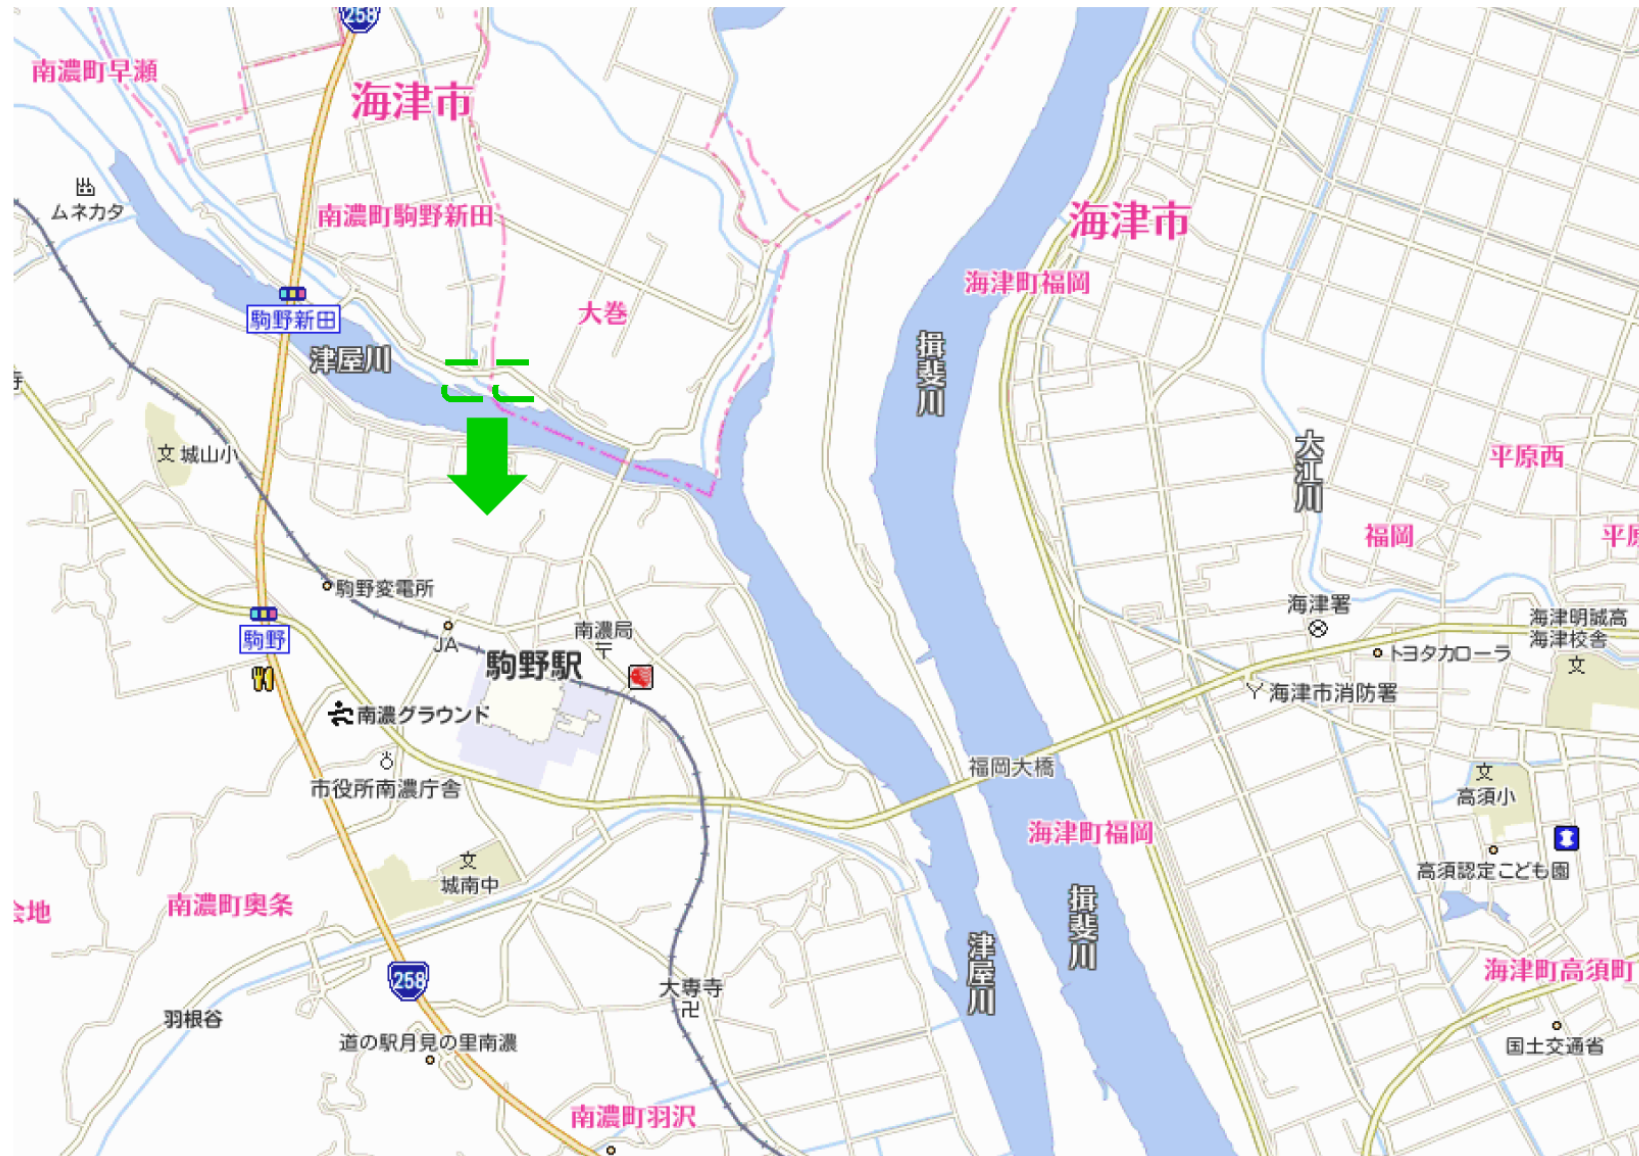 258
南濃町早瀬
海津市
ムネカタ
南濃町駒野新田
海津市
海津町福岡
大巻
駒野新田
津屋川
揖斐川
寺
城山小
大江川
平原西
福岡
駒野変電所
海津署
海津明誠高
海津校舎
駒野
JA
南濃局
駒野駅
トヨタカローラ
海津市消防署
南濃グラウンド
福岡大橋
市役所南濃庁舎
高須小
海津町福岡
城南中
高須認定こども園
南濃町奥条
揖斐川
津屋川
258
海津町高須町
大専寺
羽根谷
道の駅月見の里南濃
国土交通省
南濃町羽沢